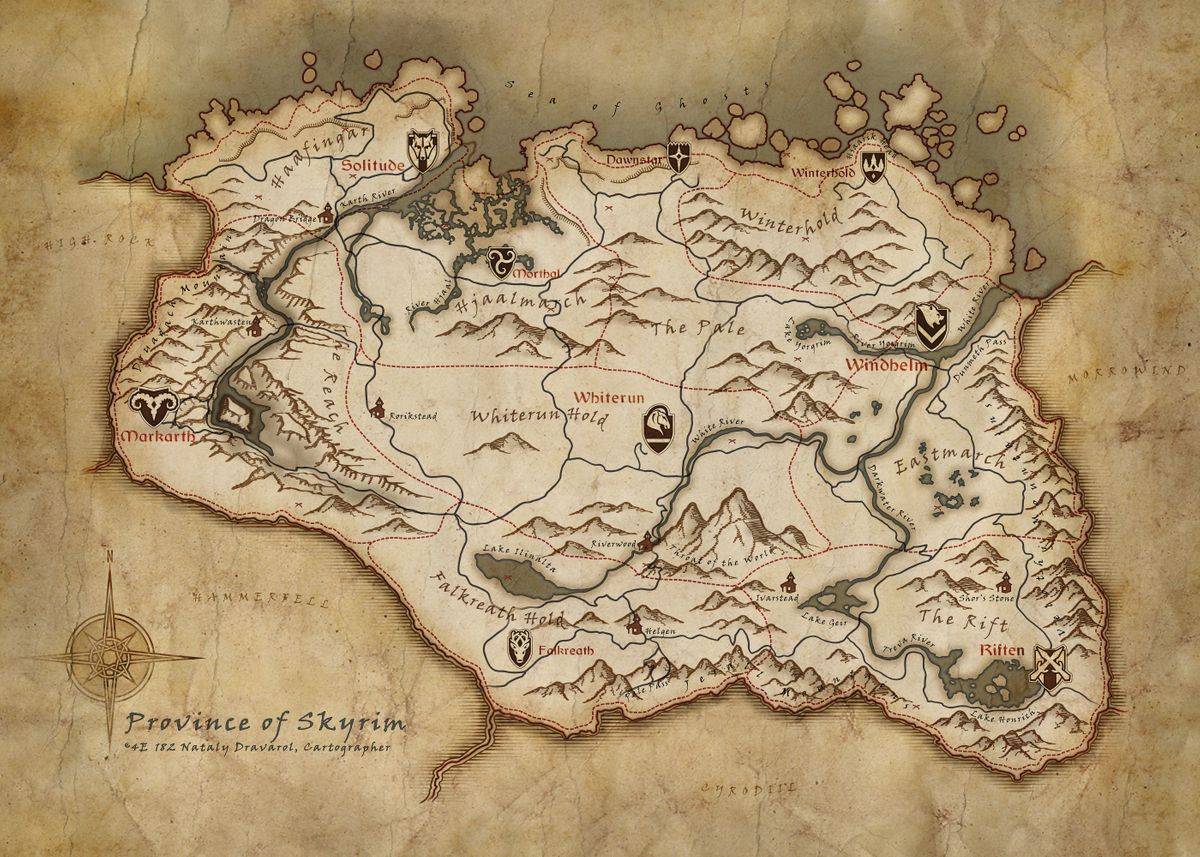 Sea of Ghosts
Haafingar
Solitude
Dawnstar
Winterhold
Karth River
Dragon Bridge
Winterhold
HIGH ROCK
Morthal
River Hjaal
Hjaalmarch
The Pale
White River
Lake Yorgrim
River Yorgrim
Karthwasten
Windhelm
Dunmeth Pass
MORROWIND
The Reach
Whiterun
Rorikstead
Whiterun Hold
White River
Markarth
Eastmarch
Darkwater River
Riverwood
Throat of the World
Lake Ilinalta
Ivarstead
Shor's Stone
Falkreath Hold
HAMMERFELL
Lake Geir
The Rift
Helgen
Falkreath
Treva River
Riften
Pale Pass
Jerall Mountains
Lake Honrich
N
Province of Skyrim
©4E 182 Nataly Dravarol, Cartographer
CYRODIIL